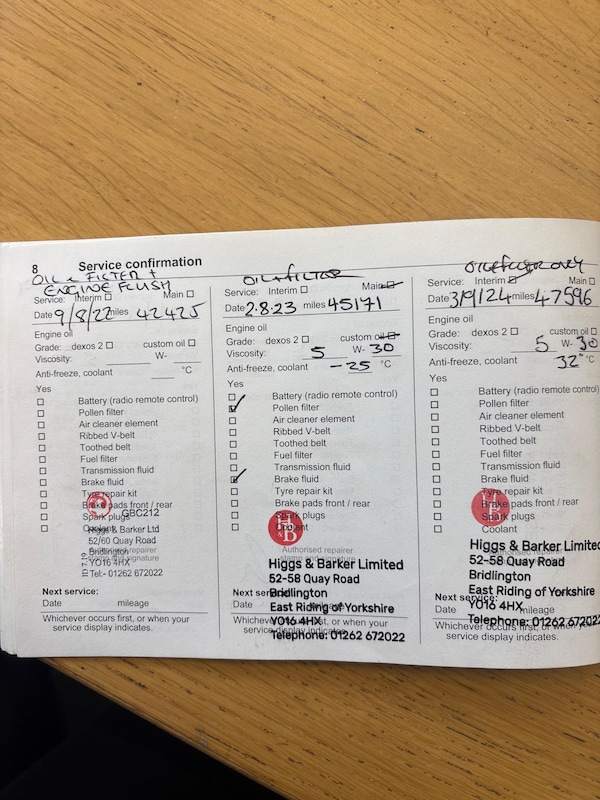 8 Service confirmation
OIL + FILTER +
ENGINE FLUSH
Service: Interim Main
Date 9/8/22 miles 42425
Engine oil
Grade: dexos 2 custom oil
Viscosity: W-
Anti-freeze, coolant °C
Yes
Battery (radio remote control)
Pollen filter
Air cleaner element
Ribbed V-belt
Toothed belt
Fuel filter
Transmission fluid
Brake fluid
Tyre repair kit
Brake pads front / rear
Spark plugs
Coolant
GBC212
Higgs & Barker Ltd
52/60 Quay Road
Bridlington
YO16 4HX
Tel:- 01262 672022
Authorised repairer
stamp and signature
Next service:
Date mileage
Whichever occurs first, or when your
service display indicates.
OIL + FILTER
Service: Interim Main
Date 2.8.23 miles 45171
Engine oil
Grade: dexos 2 custom oil
Viscosity: 5 W- 30
Anti-freeze, coolant -25 °C
Yes
Battery (radio remote control)
Pollen filter
Air cleaner element
Ribbed V-belt
Toothed belt
Fuel filter
Transmission fluid
Brake fluid
Tyre repair kit
Brake pads front / rear
Spark plugs
Coolant
HB
Authorised repairer
stamp and signature
Higgs & Barker Limited
52-58 Quay Road
Bridlington
East Riding of Yorkshire
YO16 4HX
Telephone: 01262 672022
Next service:
Date mileage
Whichever occurs first, or when your
service display indicates.
OIL & FILTER ONLY
Service: Interim Main
Date 3/9/124 miles 47596
Engine oil
Grade: dexos 2 custom oil
Viscosity: 5 W- 30
Anti-freeze, coolant 32° °C
Yes
Battery (radio remote control)
Pollen filter
Air cleaner element
Ribbed V-belt
Toothed belt
Fuel filter
Transmission fluid
Brake fluid
Tyre repair kit
Brake pads front / rear
Spark plugs
Coolant
HB
Higgs & Barker Limited
52-58 Quay Road
Bridlington
East Riding of Yorkshire
YO16 4HX
Telephone: 01262 672022
Next service:
Date mileage
Whichever occurs first, or when your
service display indicates.